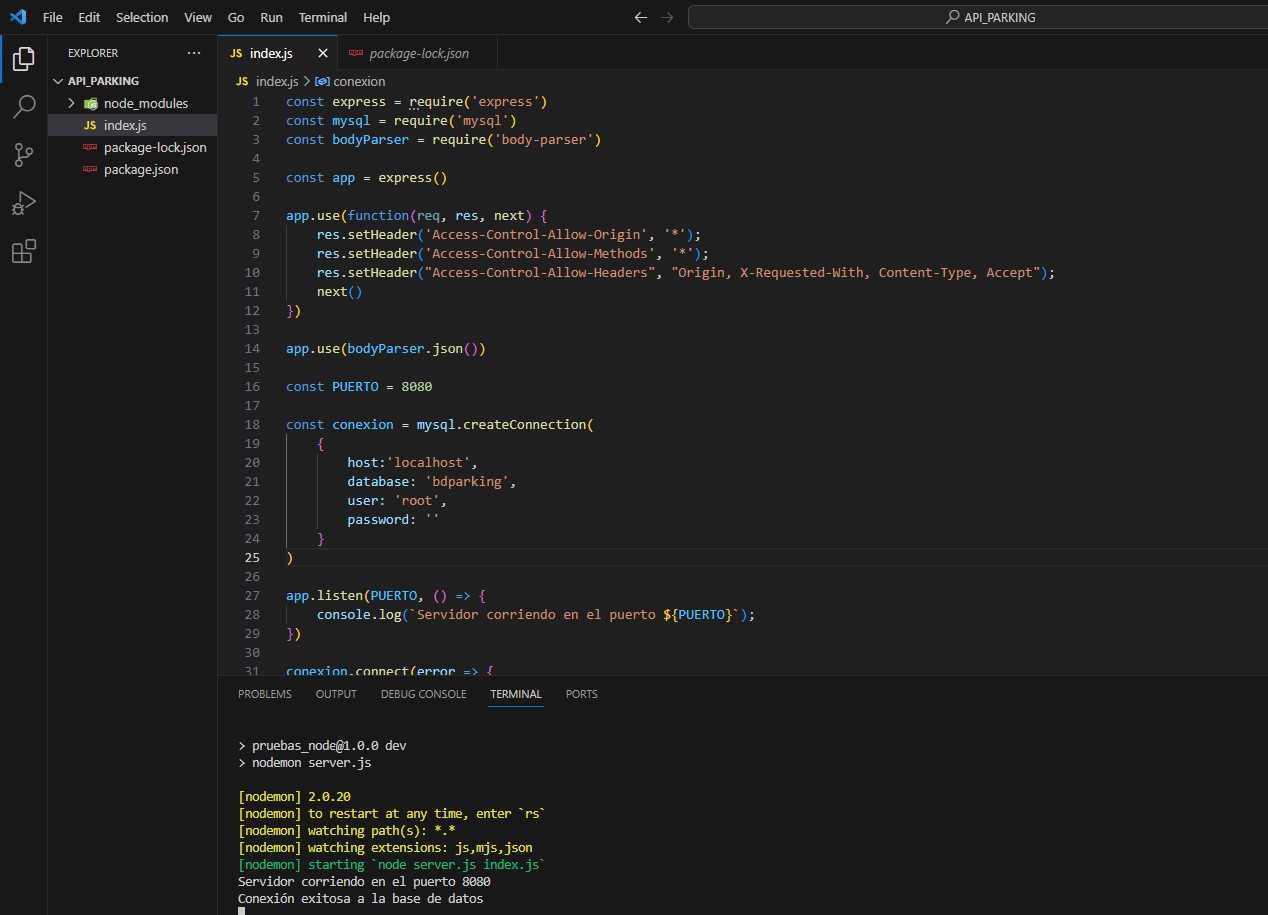 File Edit Selection View Go Run Terminal Help
API_PARKING
EXPLORER
API_PARKING
node_modules
JS index.js
package-lock.json
package.json
JS index.js
package-lock.json
JS index.js > conexion
1 const express = require('express')
2 const mysql = require('mysql')
3 const bodyParser = require('body-parser')
4
5 const app = express()
6
7 app.use(function(req, res, next) {
8 res.setHeader('Access-Control-Allow-Origin', '*');
9 res.setHeader('Access-Control-Allow-Methods', '*');
10 res.setHeader("Access-Control-Allow-Headers", "Origin, X-Requested-With, Content-Type, Accept");
11 next()
12 })
13
14 app.use(bodyParser.json())
15
16 const PUERTO = 8080
17
18 const conexion = mysql.createConnection(
19 {
20 host:'localhost',
21 database: 'bdparking',
22 user: 'root',
23 password: ''
24 }
25 )
26
27 app.listen(PUERTO, () => {
28 console.log(`Servidor corriendo en el puerto ${PUERTO}`);
29 })
30
31 conexion.connect(error => {
PROBLEMS OUTPUT DEBUG CONSOLE TERMINAL PORTS
> pruebas_node@1.0.0 dev
> nodemon server.js
[nodemon] 2.0.20
[nodemon] to restart at any time, enter `rs`
[nodemon] watching path(s): *.*
[nodemon] watching extensions: js,mjs,json
[nodemon] starting `node server.js index.js`
Servidor corriendo en el puerto 8080
Conexión exitosa a la base de datos